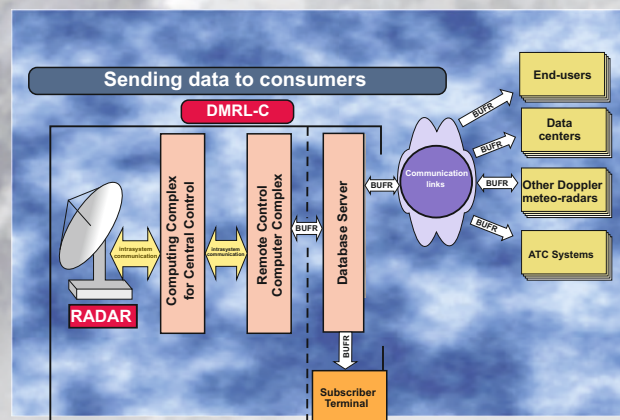 Sending data to consumers
DMRL-C
RADAR
intrasystem
communication
Computing Complex
for Central Control
intrasystem
communication
Remote Control
Computer Complex
BUFR
Database Server
BUFR
Communication
links
BUFR
End-users
BUFR
Data
centers
BUFR
Other Doppler
meteo-radars
BUFR
ATC Systems
BUFR
Subscriber
Terminal